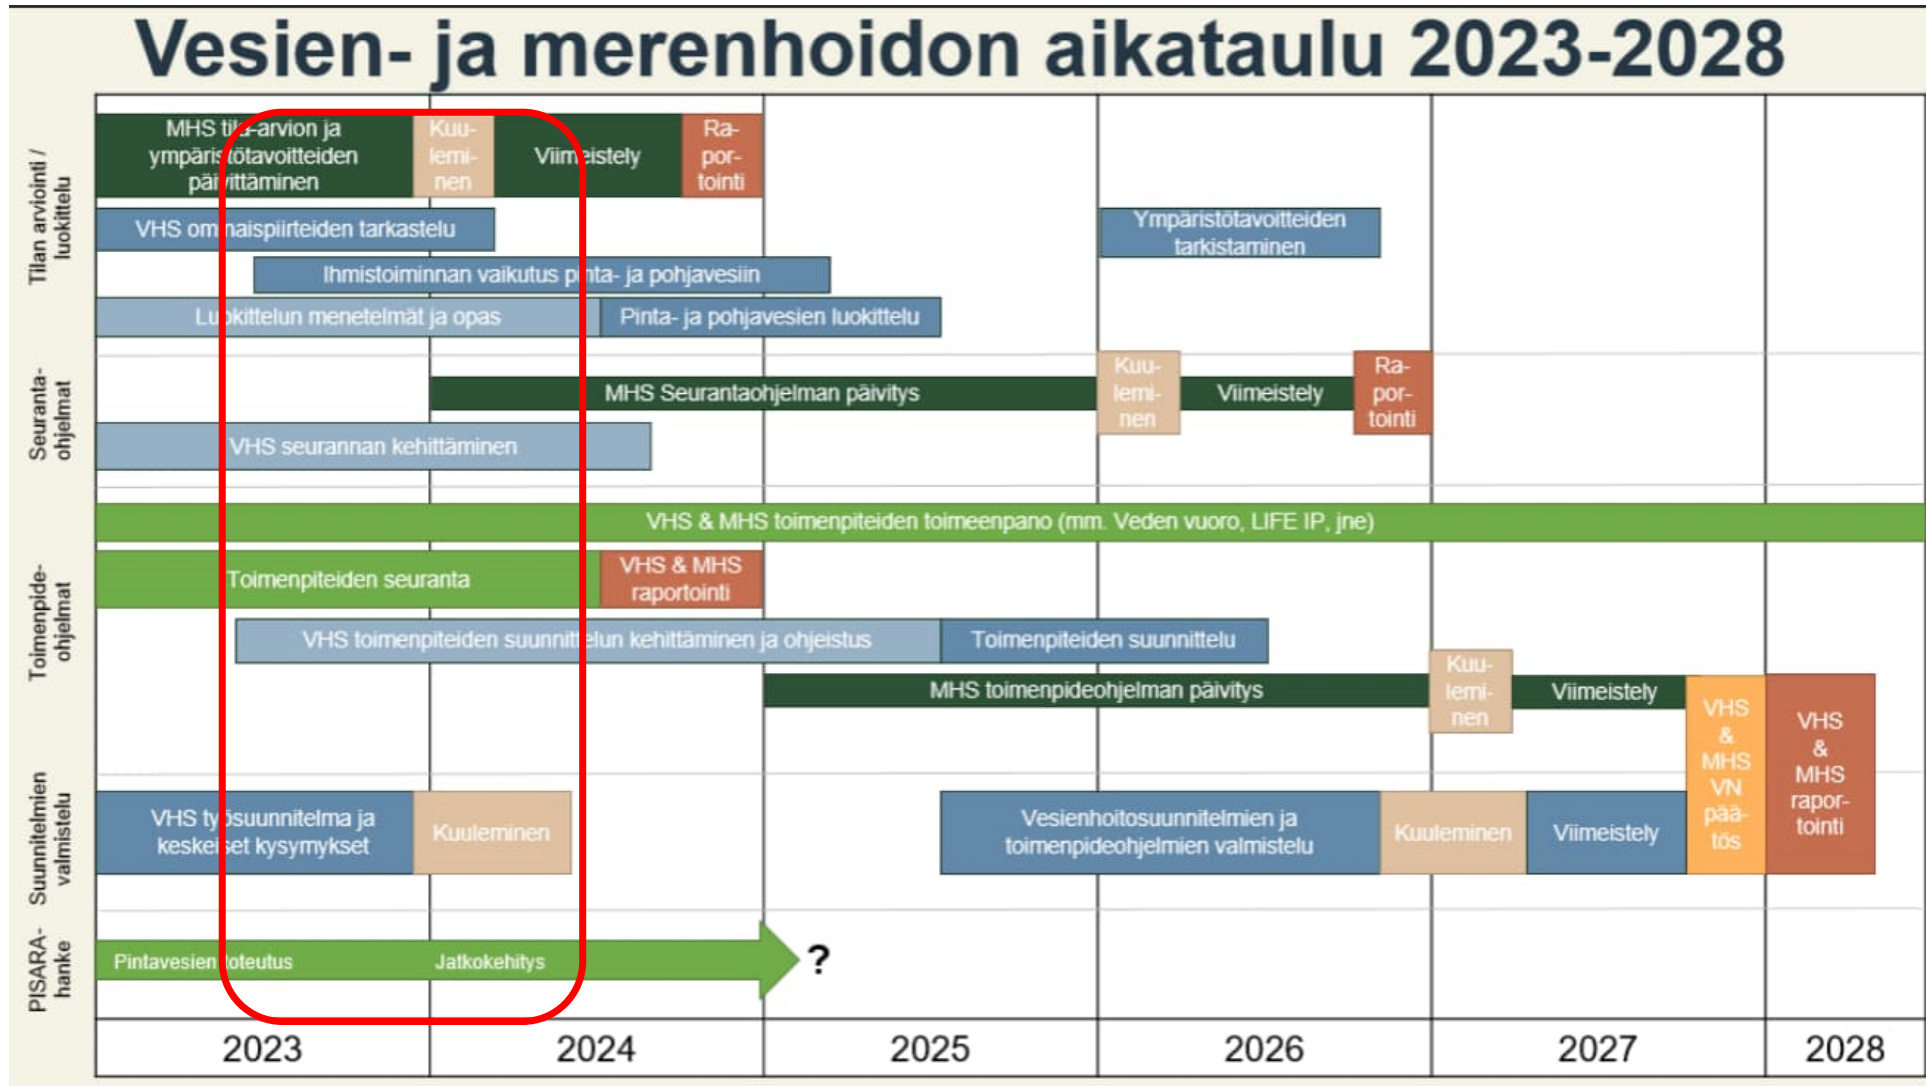 Vesien- ja merenhoidon aikataulu 2023-2028
Tilan arviointi /
luokittelu
MHS tila-arvion ja
ympäristötavoitteiden
päivittäminen
Kuu-
lemi-
nen
Viimeistely
Ra-
por-
tointi
VHS ominaispiirteiden tarkastelu
Ympäristötavoitteiden
tarkistaminen
Ihmistoiminnan vaikutus pinta- ja pohjavesiin
Luokittelun menetelmät ja opas
Pinta- ja pohjavesien luokittelu
Seuranta-
ohjelmat
MHS Seurantaohjelman päivitys
Kuu-
lemi-
nen
Viimeistely
Ra-
por-
tointi
VHS seurannan kehittäminen
Toimenpide-
ohjelmat
VHS & MHS toimenpiteiden toimeenpano (mm. Veden vuoro, LIFE IP, jne)
Toimenpiteiden seuranta
VHS & MHS
raportointi
VHS toimenpiteiden suunnittelun kehittäminen ja ohjeistus
Toimenpiteiden suunnittelu
MHS toimenpideohjelman päivitys
Kuu-
lemi-
nen
Viimeistely
VHS
&
MHS
VN
pää-
tös
VHS
&
MHS
rapor-
tointi
Suunnitelmien
valmistelu
VHS työsuunnitelma ja
keskeiset kysymykset
Kuuleminen
Vesienhoitosuunnitelmien ja
toimenpideohjelmien valmistelu
Kuuleminen
Viimeistely
PISARA-
hanke
Pintavesien toteutus
Jatkokehitys
?
2023
2024
2025
2026
2027
2028